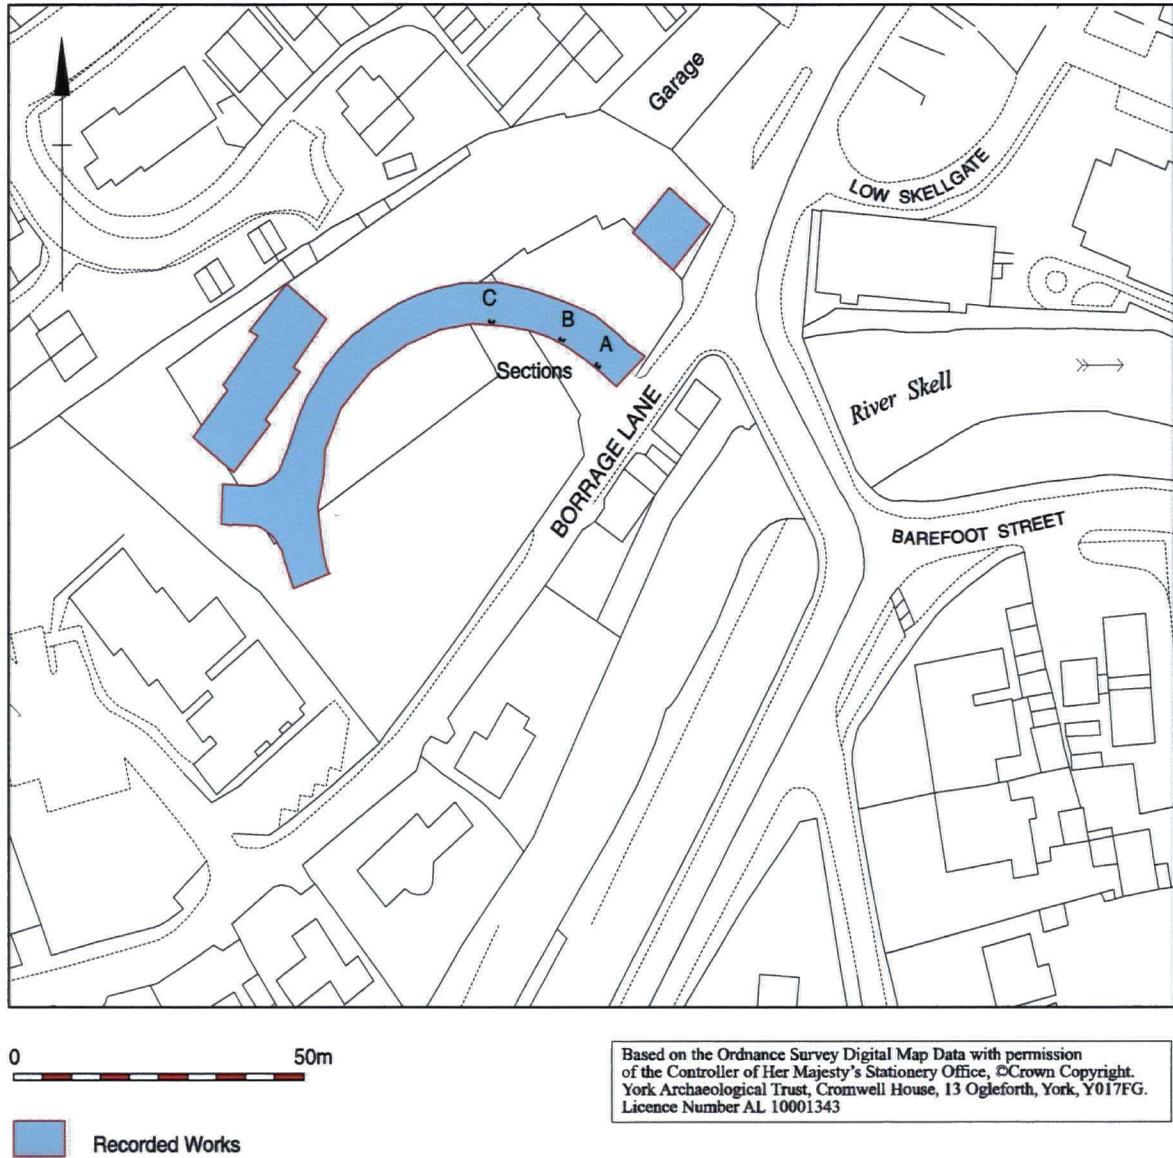 Garage
LOW SKELLGATE
C
B
A
Sections
River Skell
BORRAGE LANE
BAREFOOT STREET
0 50m
Based on the Ordnance Survey Digital Map Data with permission
of the Controller of Her Majesty's Stationery Office, ©Crown Copyright.
York Archaeological Trust, Cromwell House, 13 Ogleforth, York, Y017FG.
Licence Number AL 10001343
Recorded Works